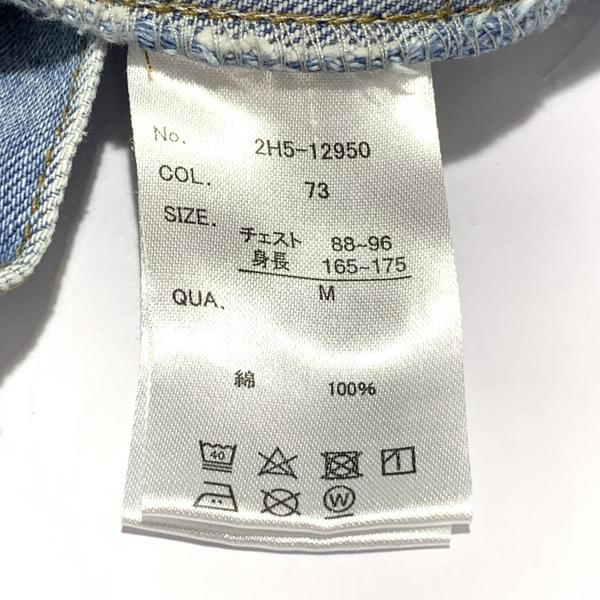 No. 2H5-12950
COL. 73
SIZE. チェスト 88~96
身長 165~175
M
QUA.
綿 100%
40
W